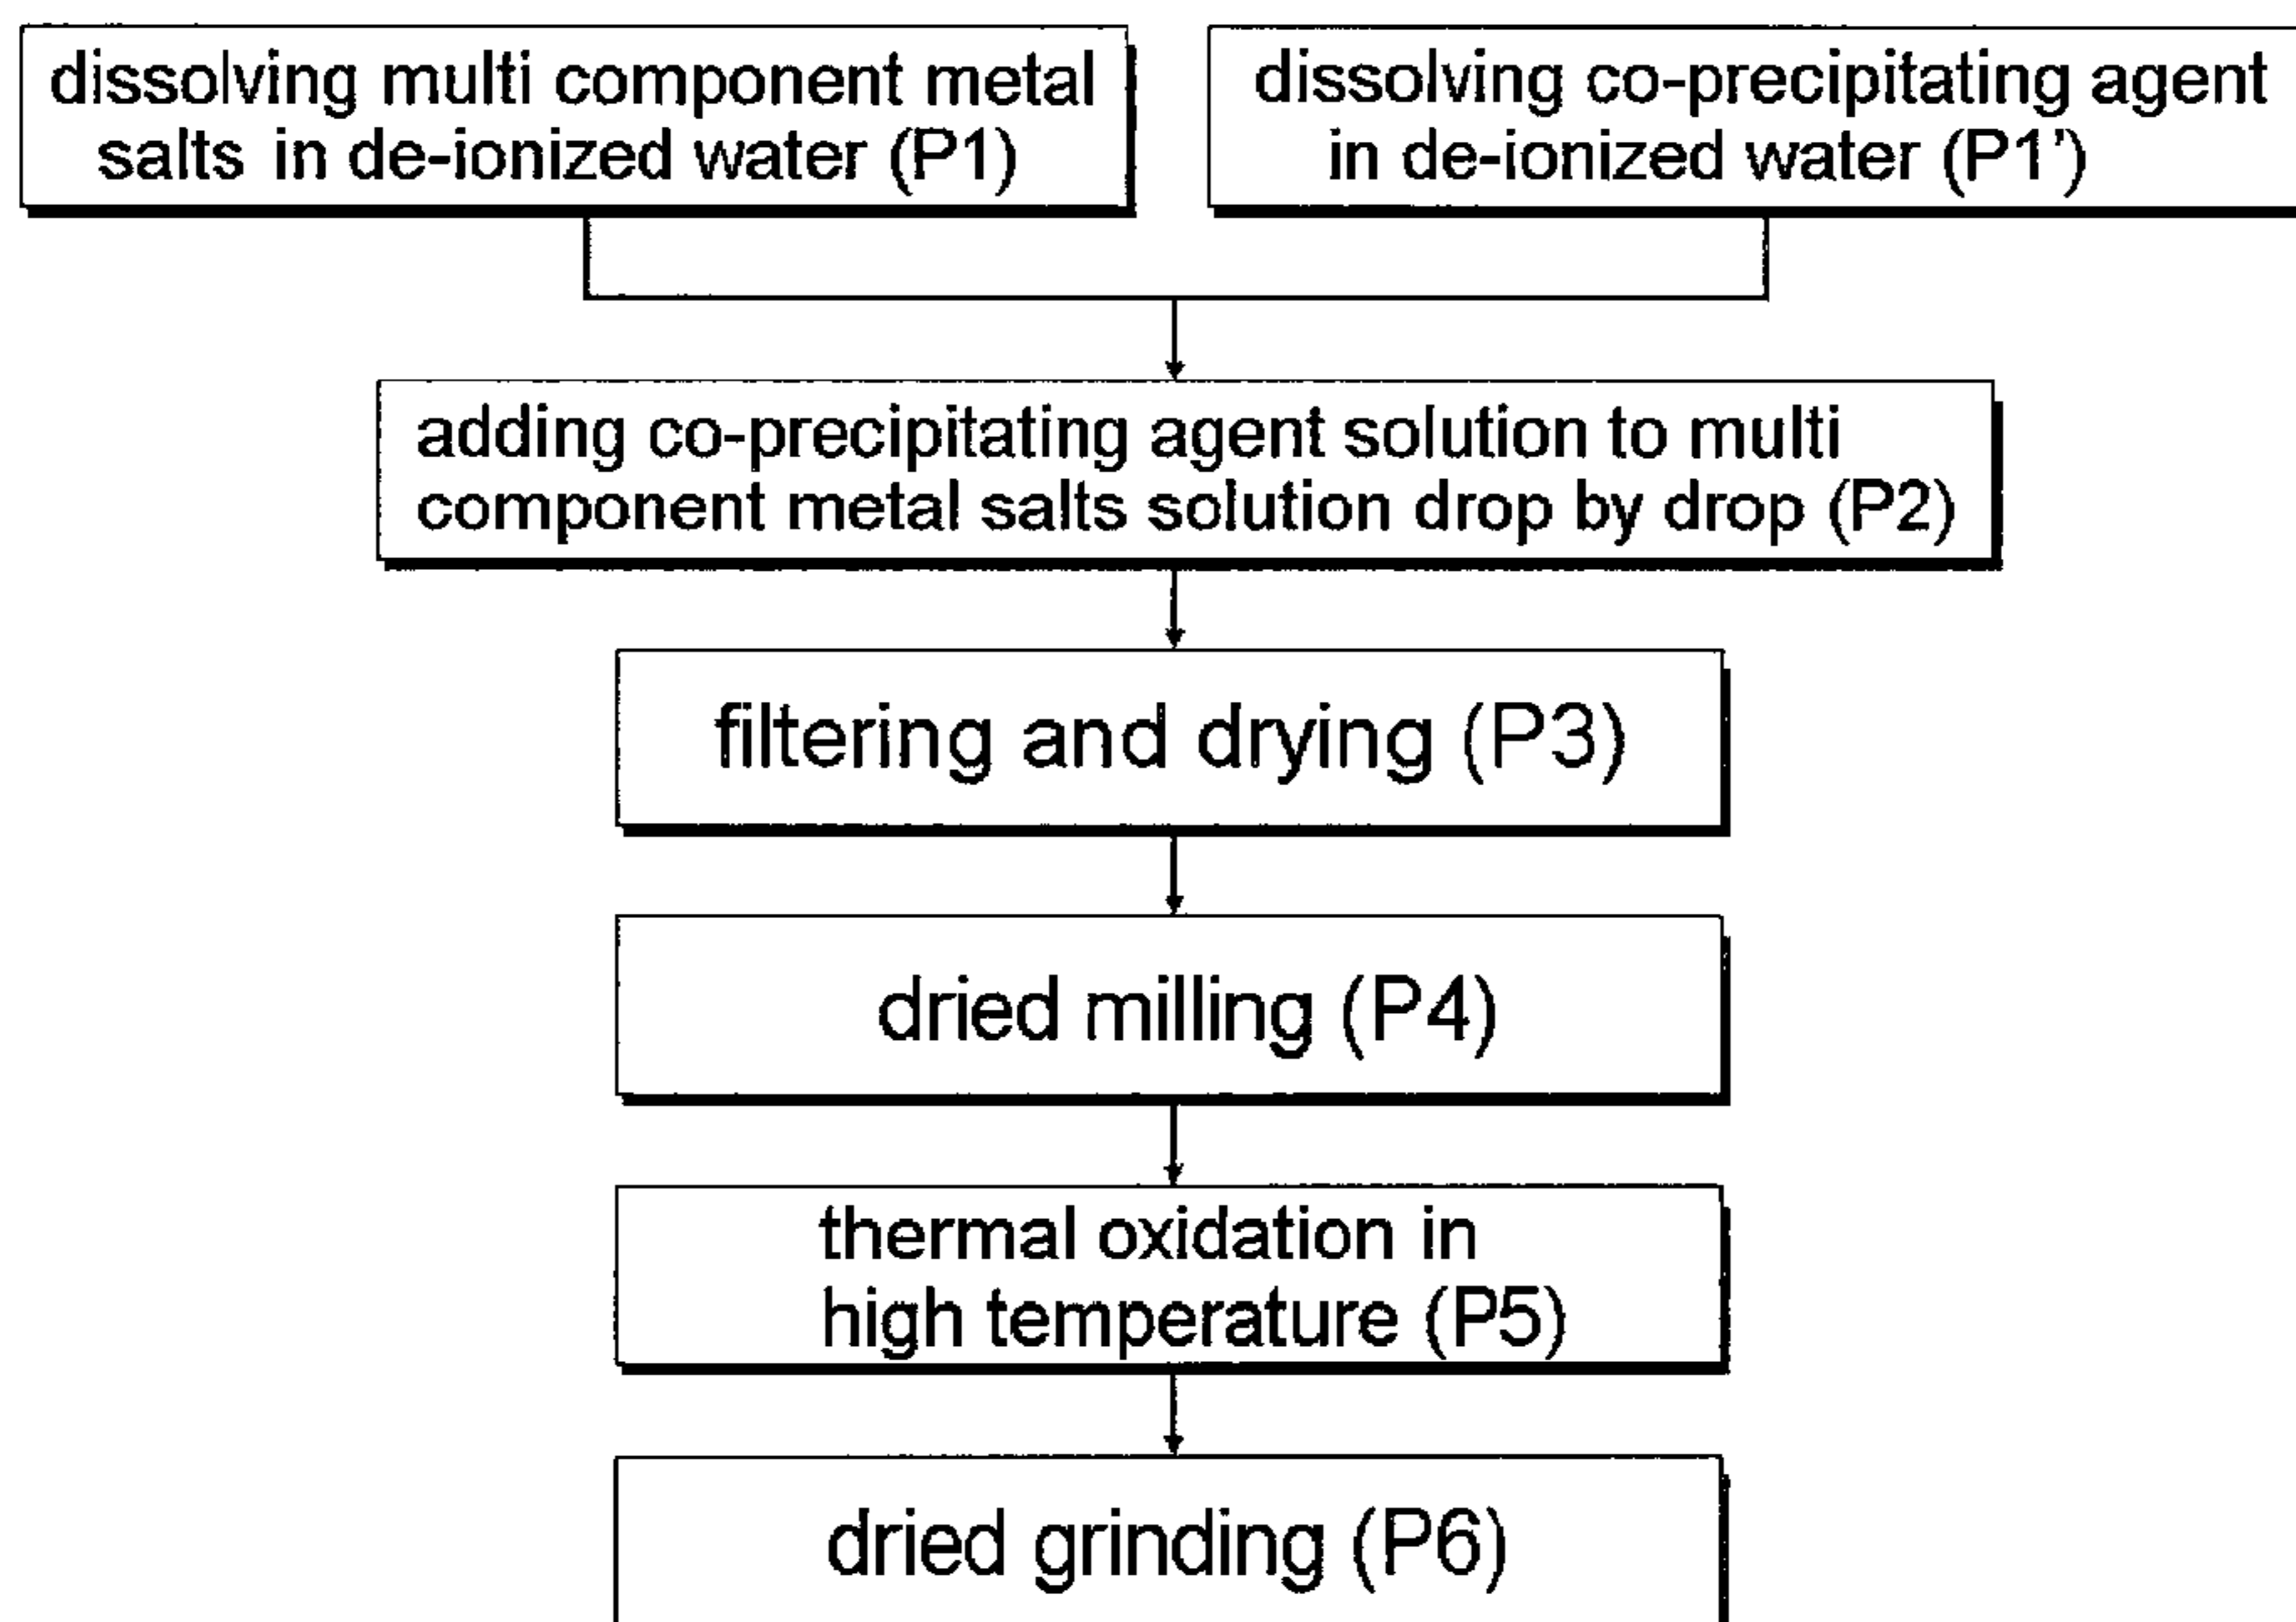 dissolving multi component metal
salts in de-ionized water (P1)
dissolving co-precipitating agent
in de-ionized water (P1')
adding co-precipitating agent solution to multi
component metal salts solution drop by drop (P2)
filtering and drying (P3)
dried milling (P4)
thermal oxidation in
high temperature (P5)
dried grinding (P6)